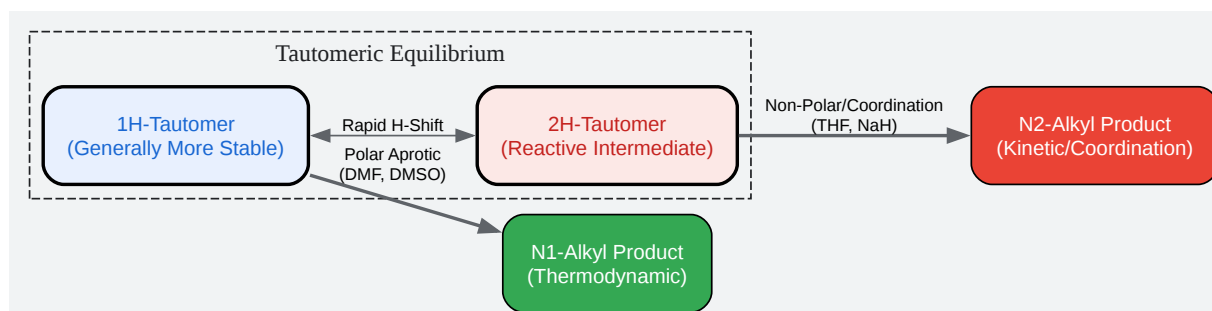 Tautomeric Equilibrium
1H-Tautomer
(Generally More Stable)
Rapid H-Shift
Polar Aprotic
(DMF, DMSO)
2H-Tautomer
(Reactive Intermediate)
Non-Polar/Coordination
(THF, NaH)
N2-Alkyl Product
(Kinetic/Coordination)
N1-Alkyl Product
(Thermodynamic)